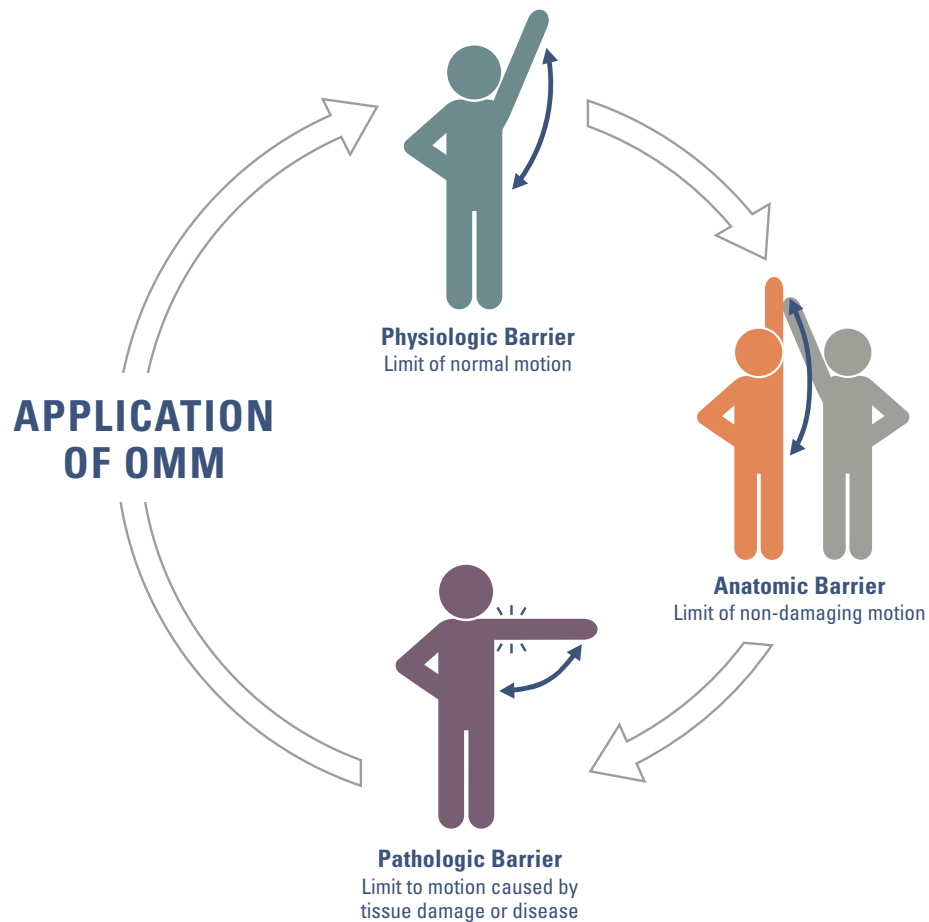 Physiologic Barrier
Limit of normal motion
APPLICATION
OF OMM
Anatomic Barrier
Limit of non-damaging motion
Pathologic Barrier
Limit to motion caused by
tissue damage or disease